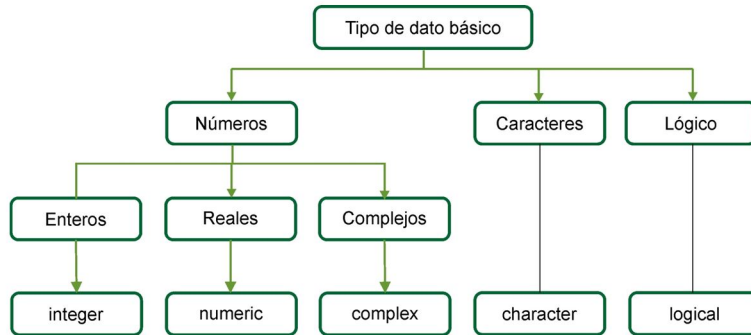 Tipo de dato básico
Números
Caracteres
Lógico
Enteros
Reales
Complejos
integer
numeric
complex
character
logical